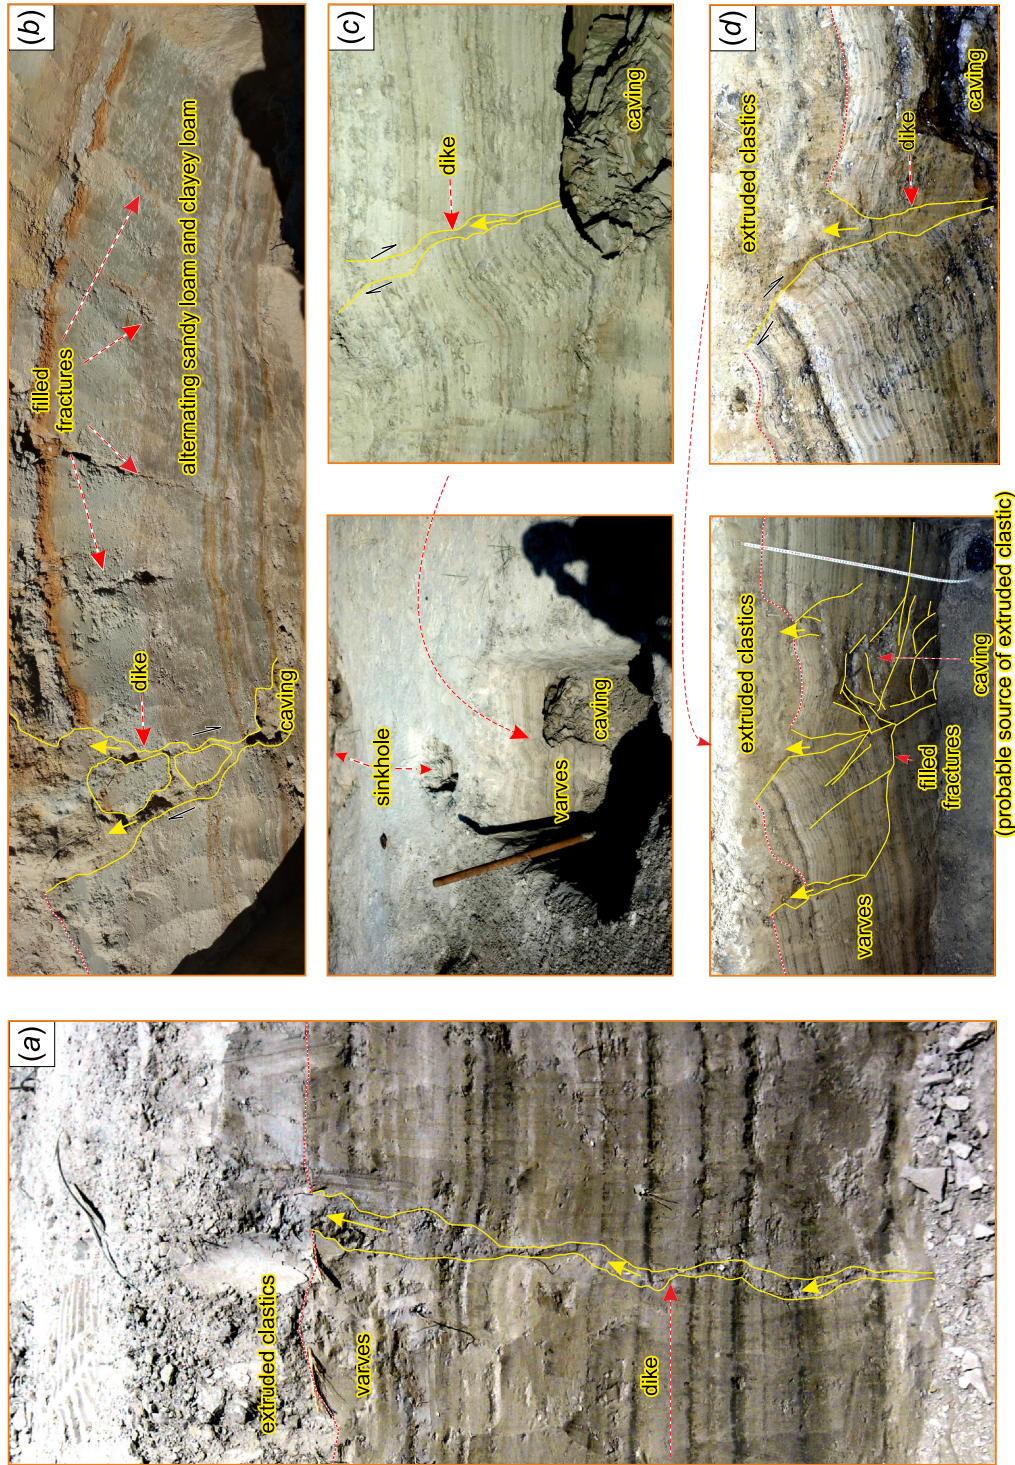 (a)
extruded clastics
varves
dike
(b)
filled
fractures
alternating sandy loam and clayey loam
dike
caving
(c)
dike
caving
sinkhole
varves
caving
(d)
extruded clastics
dike
caving
extruded clastics
varves
filled
fractures
caving
(probable source of extruded clastic)